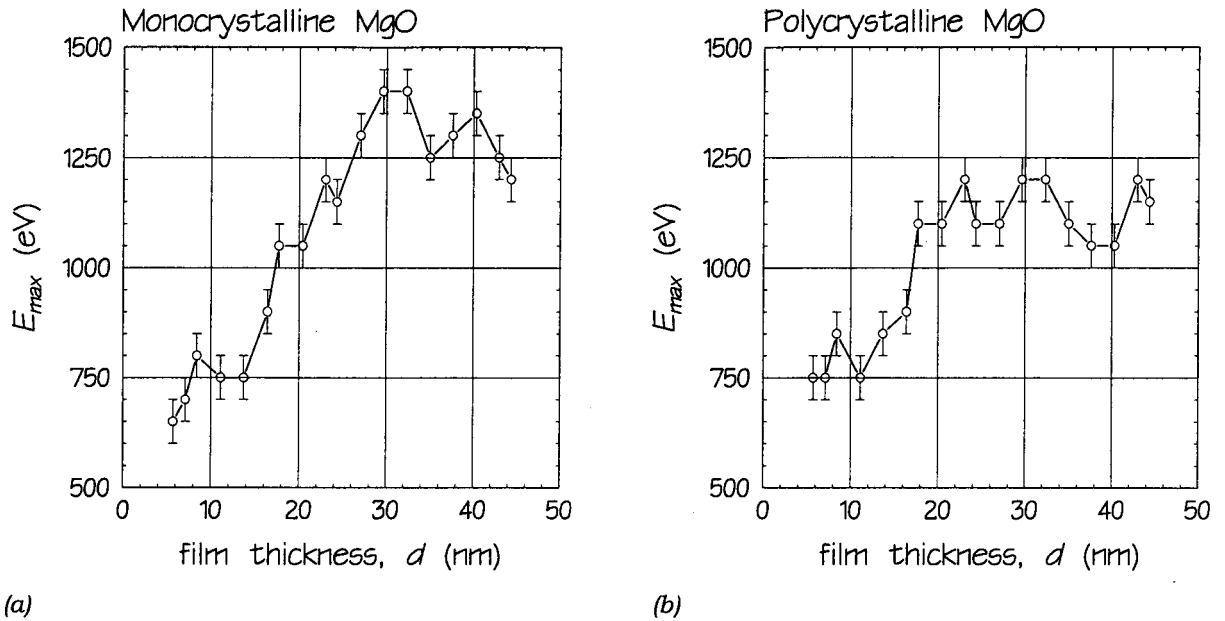 Monocrystalline MgO
1500
1250
1000
750
500
E_max (eV)
0 10 20 30 40 50
film thickness, d (nm)
(a)
Polycrystalline MgO
1500
1250
1000
750
500
E_max (eV)
0 10 20 30 40 50
film thickness, d (nm)
(b)